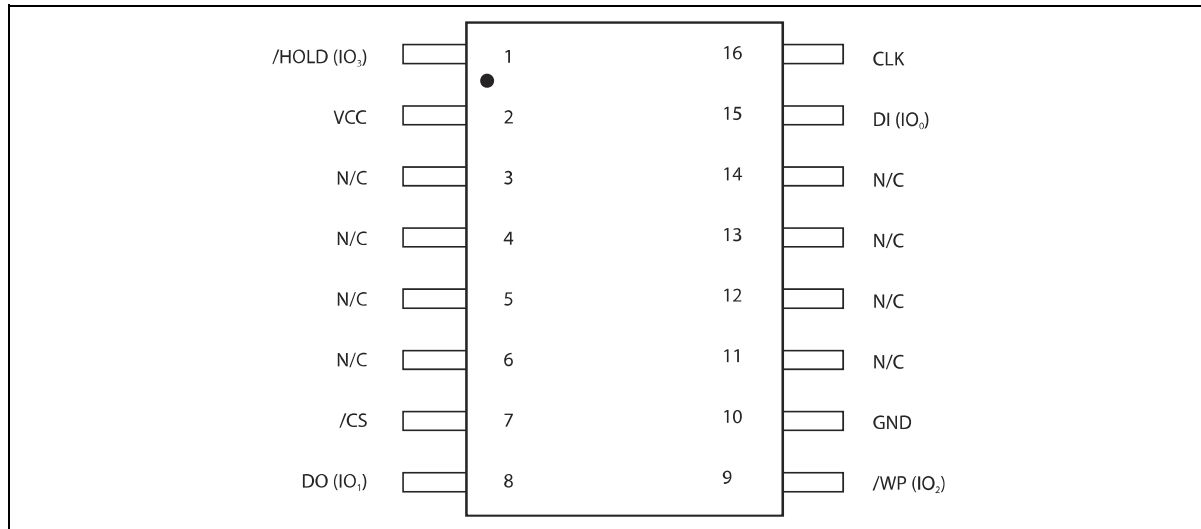 /HOLD (IO₃) 1 16 CLK
VCC 2 15 DI (IO₀)
N/C 3 14 N/C
N/C 4 13 N/C
N/C 5 12 N/C
N/C 6 11 N/C
/CS 7 10 GND
DO (IO₁) 8 9 /WP (IO₂)